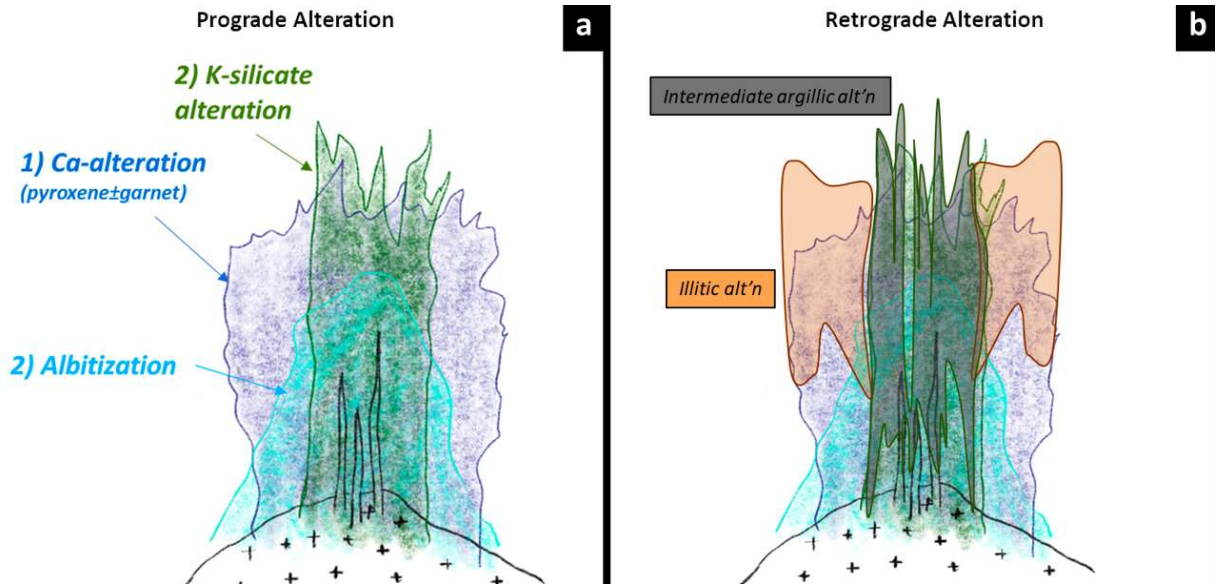 Prograde Alteration
a
2) K-silicate
alteration
1) Ca-alteration
(pyroxene±garnet)
2) Albitization
Retrograde Alteration
b
Intermediate argillic alt'n
Illitic alt'n